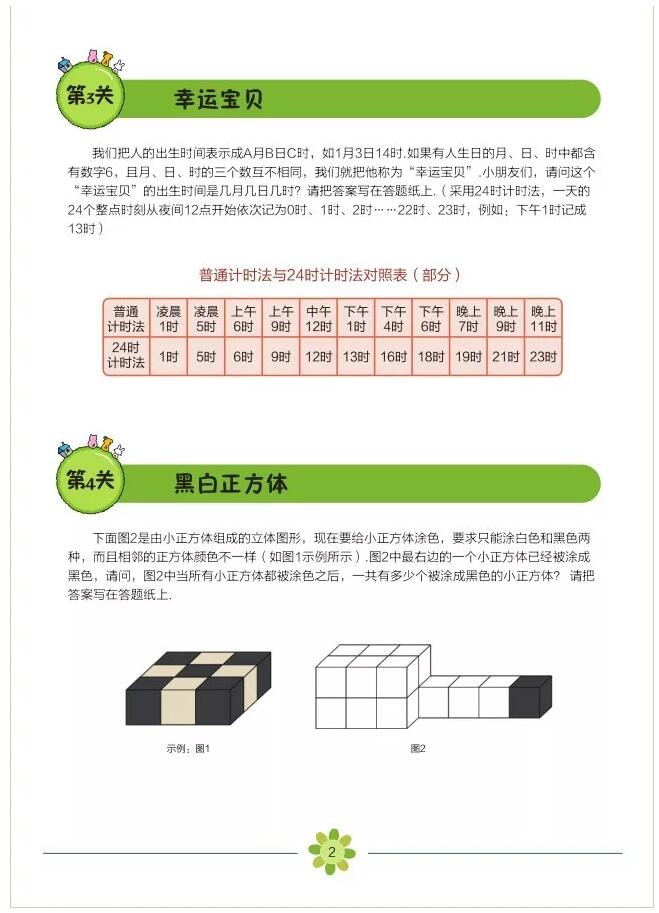 第3关
幸运宝贝
我们把人的出生时间表示成A月B日C时，如1月3日14时.如果有人生日的月、日、时中都含
有数字6，且月、日、时的三个数互不相同，我们就把他称为“幸运宝贝”.小朋友们，请问这个
“幸运宝贝”的出生时间是几月几日几时？请把答案写在答题纸上.（采用24时计时法，一天的
24个整点时刻从夜间12点开始依次记为0时、1时、2时……22时、23时，例如：下午1时记成
13时）
普通计时法与24时计时法对照表（部分）
普通 凌晨 凌晨 上午 上午 中午 下午 下午 下午 晚上 晚上 晚上
计时法 1时 5时 6时 9时 12时 1时 4时 6时 7时 9时 11时
24时
计时法 1时 5时 6时 9时 12时 13时 16时 18时 19时 21时 23时
第4关
黑白正方体
下面图2是由小正方体组成的立体图形，现在要给小正方体涂色，要求只能涂白色和黑色两
种，而且相邻的正方体颜色不一样（如图1示例所示）.图2中最右边的一个小正方体已经被涂成
黑色，请问，图2中当所有小正方体都被涂色之后，一共有多少个被涂成黑色的小正方体？请把
答案写在答题纸上.
示例：图1
图2
2